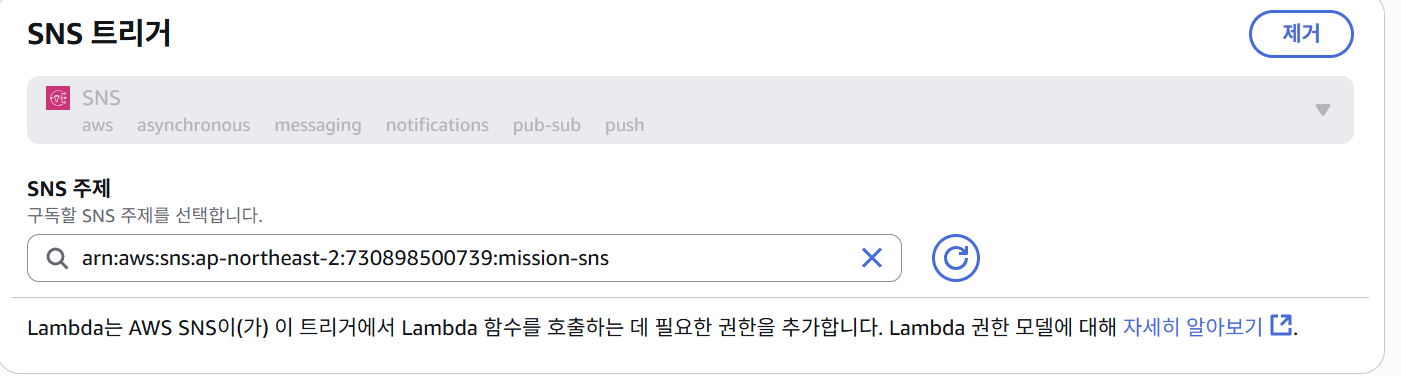 SNS 트리거
제거
SNS
aws asynchronous messaging notifications pub-sub push
SNS 주제
구독할 SNS 주제를 선택합니다.
arn:aws:sns:ap-northeast-2:730898500739:mission-sns
Lambda는 AWS SNS이(가) 이 트리거에서 Lambda 함수를 호출하는 데 필요한 권한을 추가합니다. Lambda 권한 모델에 대해 자세히 알아보기.